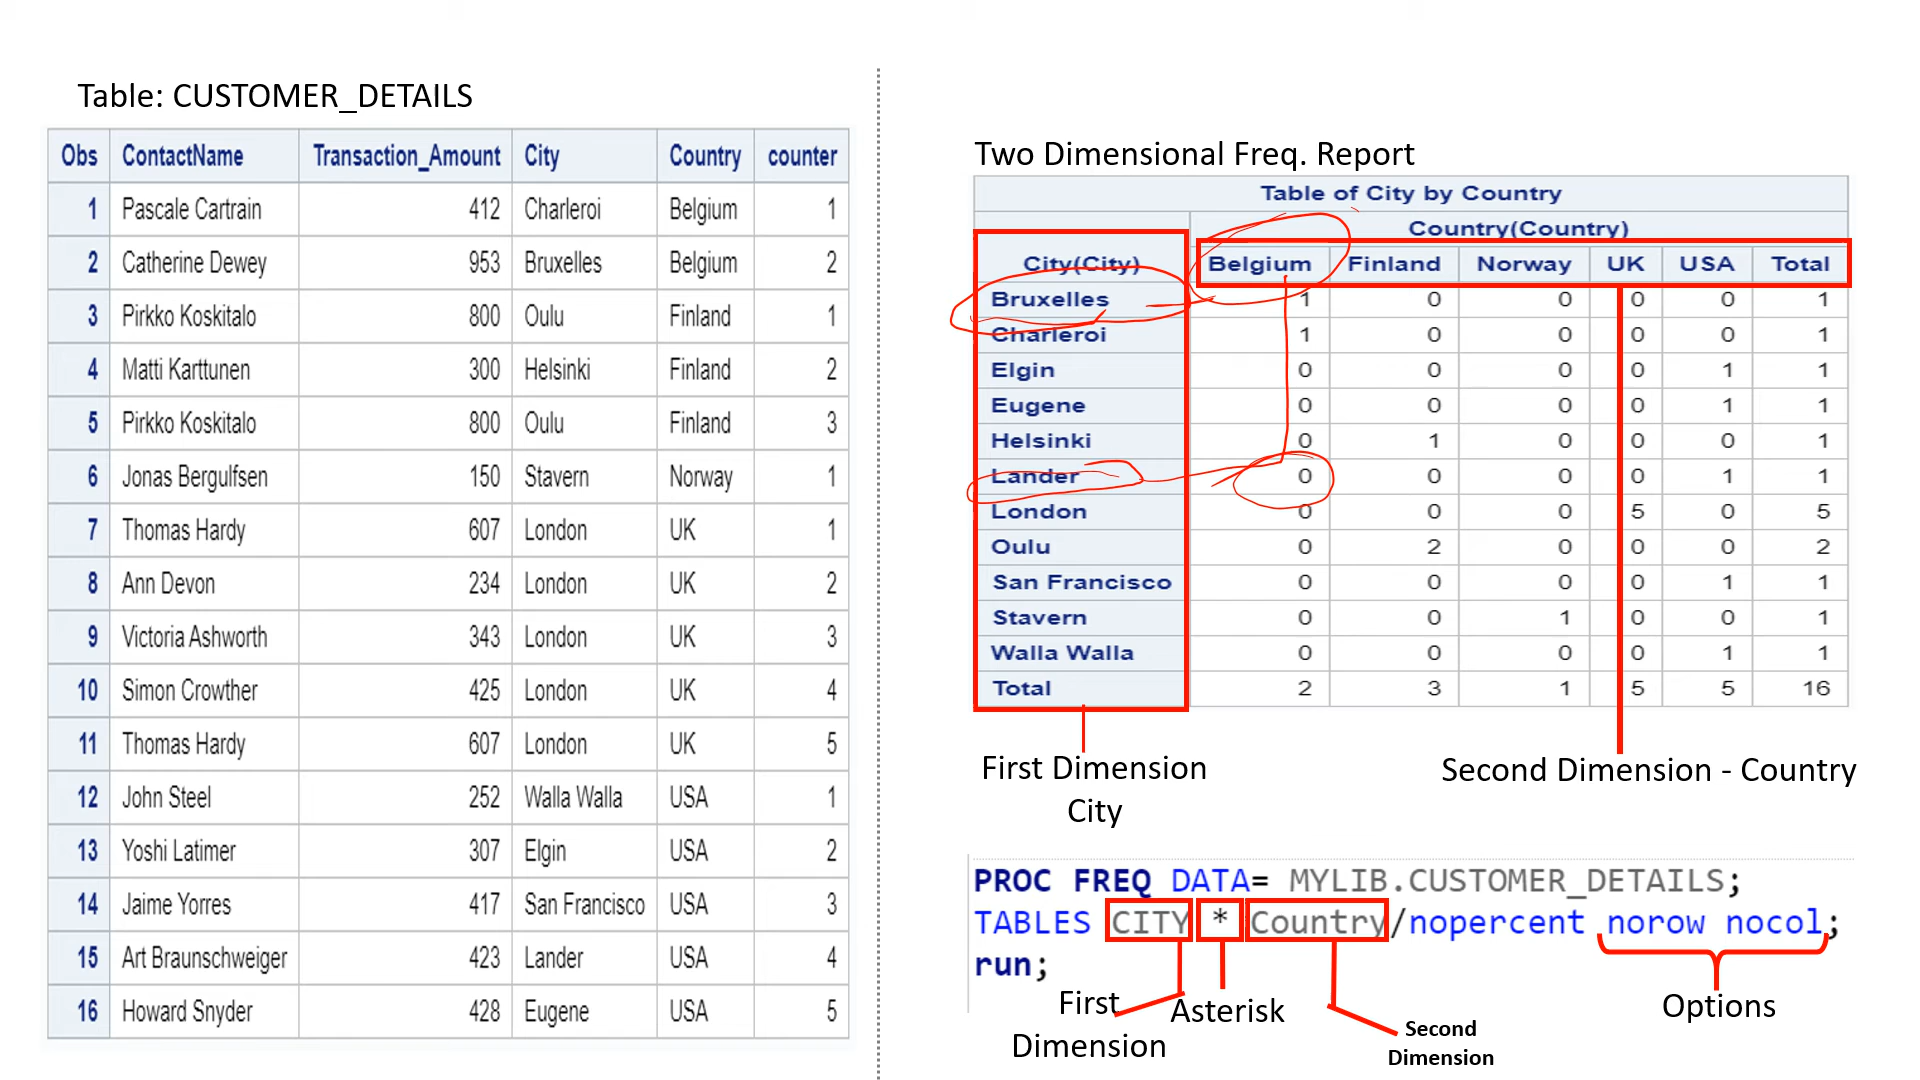 Table: CUSTOMER_DETAILS
Obs ContactName Transaction_Amount City Country counter
1 Pascale Cartrain 412 Charleroi Belgium 1
2 Catherine Dewey 953 Bruxelles Belgium 2
3 Pirkko Koskitalo 800 Oulu Finland 1
4 Matti Karttunen 300 Helsinki Finland 2
5 Pirkko Koskitalo 800 Oulu Finland 3
6 Jonas Bergulfsen 150 Stavern Norway 1
7 Thomas Hardy 607 London UK 1
8 Ann Devon 234 London UK 2
9 Victoria Ashworth 343 London UK 3
10 Simon Crowther 425 London UK 4
11 Thomas Hardy 607 London UK 5
12 John Steel 252 Walla Walla USA 1
13 Yoshi Latimer 307 Elgin USA 2
14 Jaime Yorres 417 San Francisco USA 3
15 Art Braunschweiger 423 Lander USA 4
16 Howard Snyder 428 Eugene USA 5
Two Dimensional Freq. Report
Table of City by Country
Country(Country)
City(City) Belgium Finland Norway UK USA Total
Bruxelles 1 0 0 0 0 1
Charleroi 1 0 0 0 0 1
Elgin 0 0 0 0 1 1
Eugene 0 0 0 0 1 1
Helsinki 0 1 0 0 0 1
Lander 0 0 0 0 1 1
London 0 0 0 5 0 5
Oulu 0 2 0 0 0 2
San Francisco 0 0 0 0 1 1
Stavern 0 0 1 0 0 1
Walla Walla 0 0 0 0 1 1
Total 2 3 1 5 5 16
First Dimension
City
Second Dimension - Country
PROC FREQ DATA= MYLIB.CUSTOMER_DETAILS;
TABLES CITY * Country/nopercent norow nocol;
run;
First
Dimension
Asterisk
Second
Dimension
Options